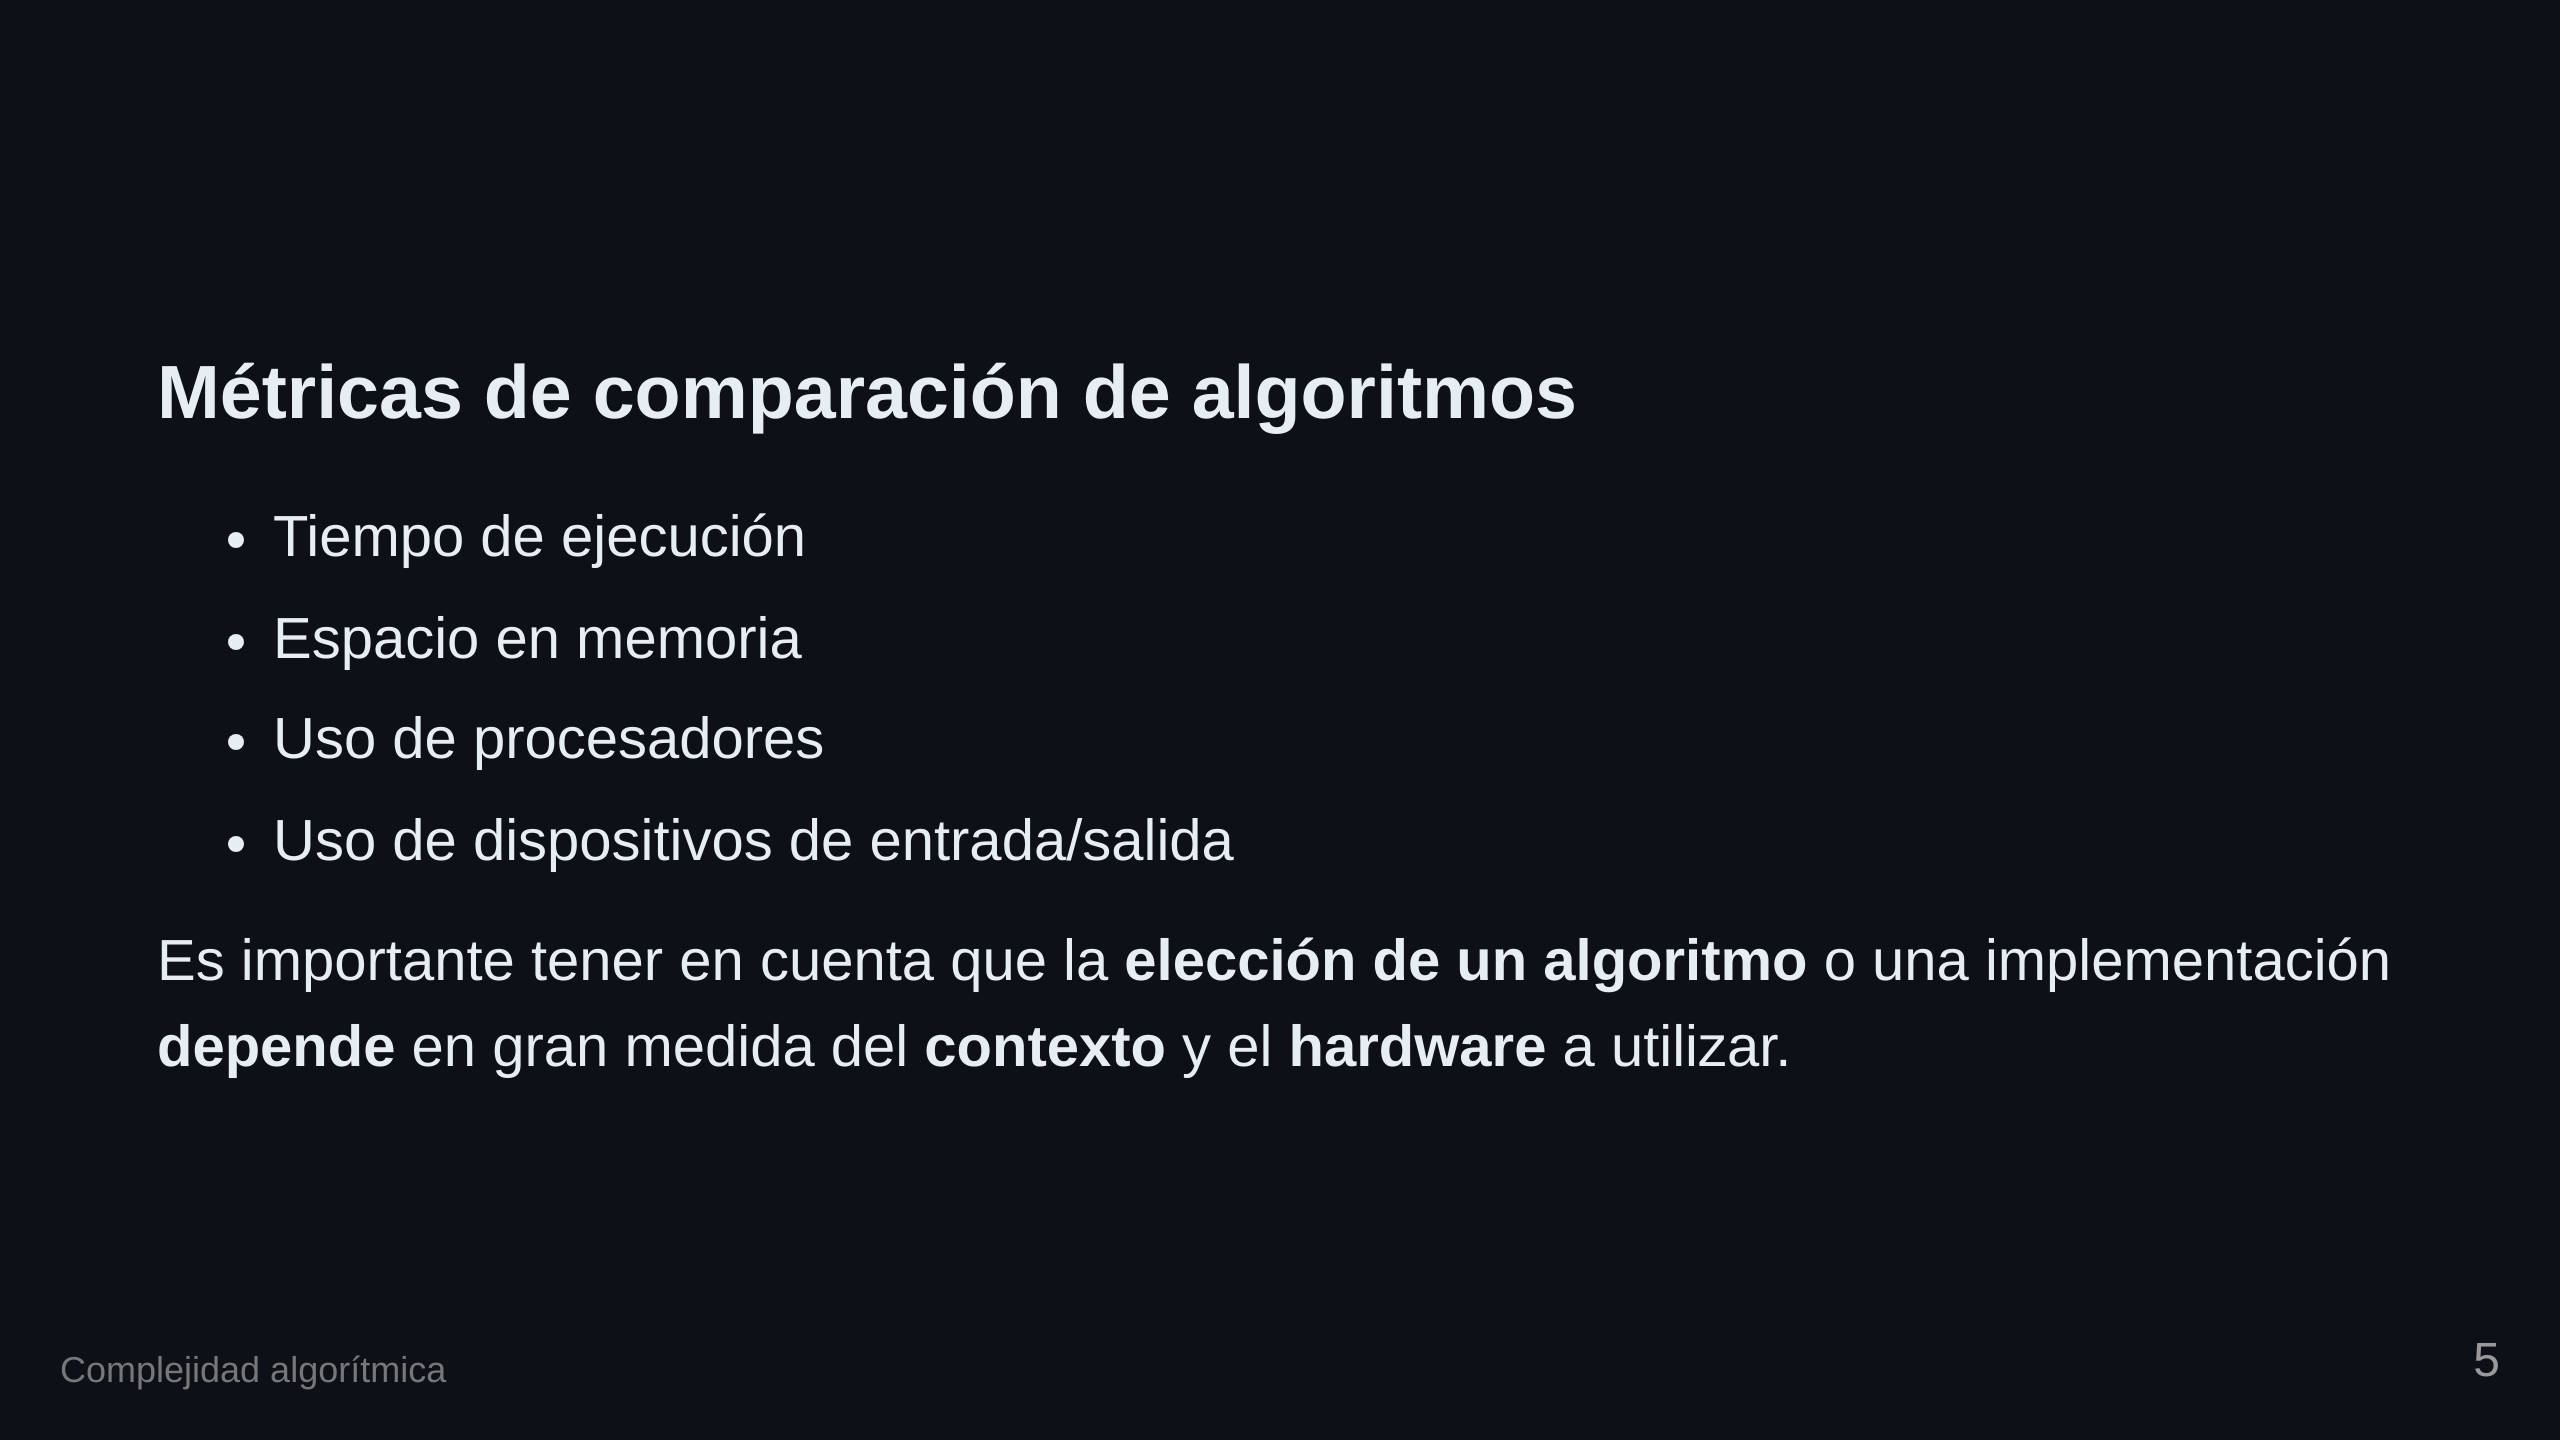 Métricas de comparación de algoritmos
• Tiempo de ejecución
• Espacio en memoria
• Uso de procesadores
• Uso de dispositivos de entrada/salida
Es importante tener en cuenta que la elección de un algoritmo o una implementación
depende en gran medida del contexto y el hardware a utilizar.
Complejidad algorítmica
5